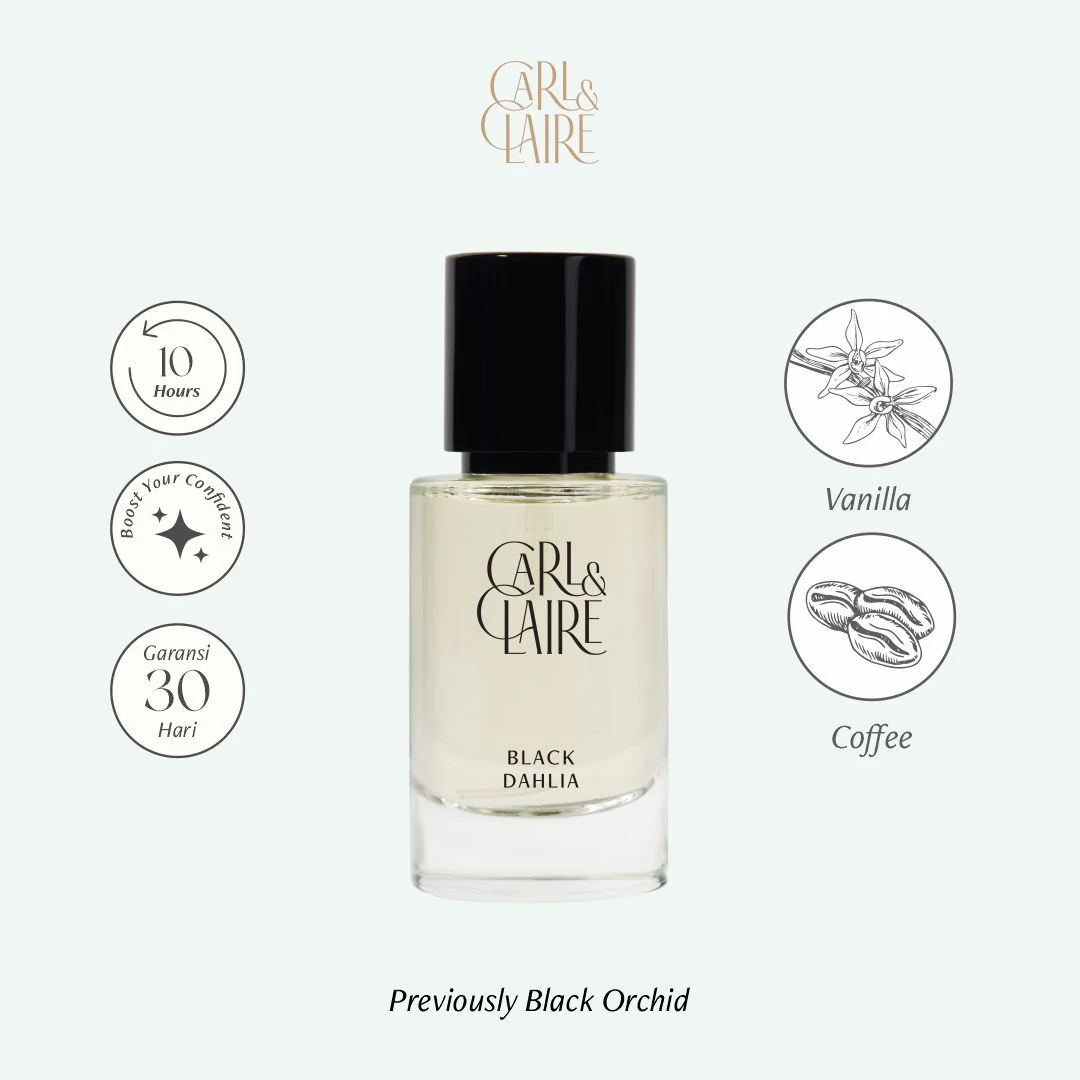 CARL&
CLAIRE
10
Hours
Boost Your Confident
Garansi
30
Hari
CARL&
CLAIRE
BLACK
DAHLIA
Vanilla
Coffee
Previously Black Orchid